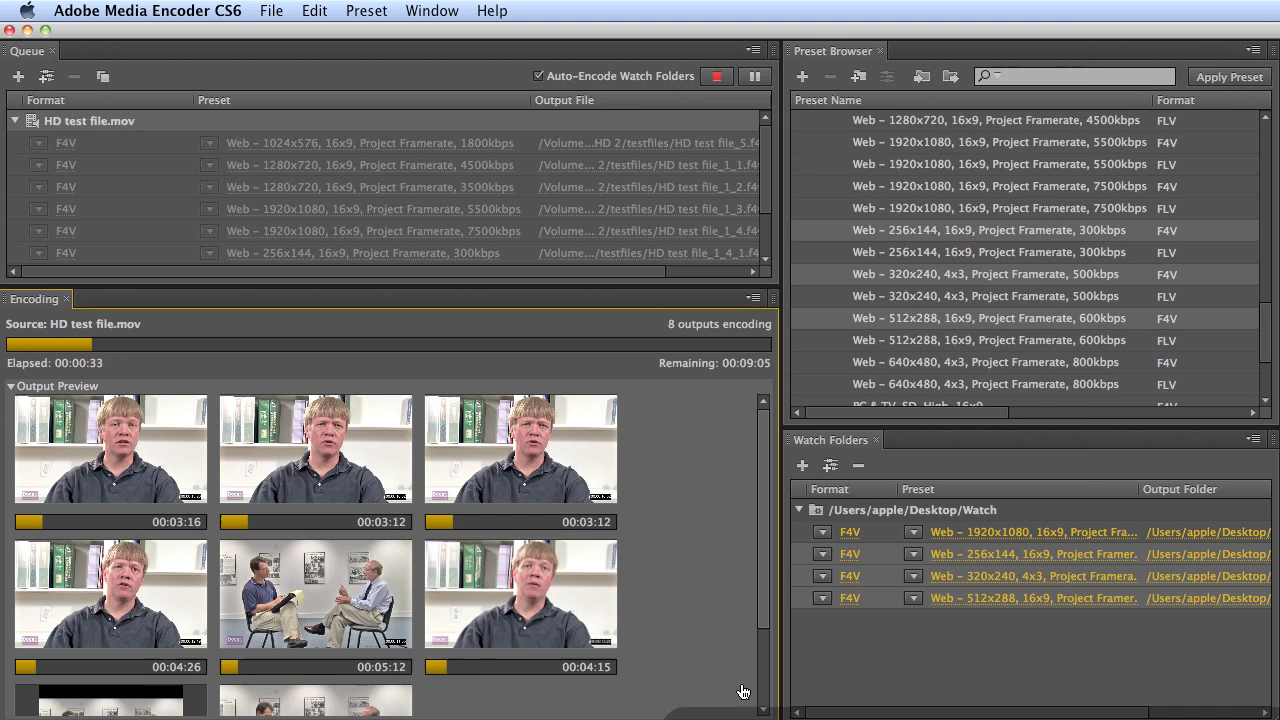 Adobe Media Encoder CS6 File Edit Preset Window Help
Queue
Auto-Encode Watch Folders
Format Preset Output File
HD test file.mov
F4V Web - 1024x576, 16x9, Project Framerate, 1800kbps /Volume...HD 2/testfiles/HD test file_5.f4
F4V Web - 1280x720, 16x9, Project Framerate, 4500kbps /Volume... 2/testfiles/HD test file_1_1.f4
F4V Web - 1280x720, 16x9, Project Framerate, 3500kbps /Volume... 2/testfiles/HD test file_1_2.f4
F4V Web - 1920x1080, 16x9, Project Framerate, 5500kbps /Volume... 2/testfiles/HD test file_1_3.f4
F4V Web - 1920x1080, 16x9, Project Framerate, 7500kbps /Volume... 2/testfiles/HD test file_1_4.f4
F4V Web - 256x144, 16x9, Project Framerate, 300kbps /Volume.../testfiles/HD test file_1_4_1.f4
Encoding
Source: HD test file.mov 8 outputs encoding
Elapsed: 00:00:33 Remaining: 00:09:05
Output Preview
00:03:16 00:03:12 00:03:12
00:04:26 00:05:12 00:04:15
Preset Browser
Apply Preset
Preset Name Format
Web - 1280x720, 16x9, Project Framerate, 4500kbps FLV
Web - 1920x1080, 16x9, Project Framerate, 5500kbps F4V
Web - 1920x1080, 16x9, Project Framerate, 5500kbps FLV
Web - 1920x1080, 16x9, Project Framerate, 7500kbps F4V
Web - 1920x1080, 16x9, Project Framerate, 7500kbps FLV
Web - 256x144, 16x9, Project Framerate, 300kbps F4V
Web - 256x144, 16x9, Project Framerate, 300kbps FLV
Web - 320x240, 4x3, Project Framerate, 500kbps F4V
Web - 320x240, 4x3, Project Framerate, 500kbps FLV
Web - 512x288, 16x9, Project Framerate, 600kbps F4V
Web - 512x288, 16x9, Project Framerate, 600kbps FLV
Web - 640x480, 4x3, Project Framerate, 800kbps F4V
Web - 640x480, 4x3, Project Framerate, 800kbps FLV
PC & TV, SD, High, 16x9 F4V
Watch Folders
Format Preset Output Folder
/Users/apple/Desktop/Watch
F4V Web - 1920x1080, 16x9, Project Fra... /Users/apple/Desktop/
F4V Web - 256x144, 16x9, Project Framer. /Users/apple/Desktop/
F4V Web - 320x240, 4x3, Project Framera. /Users/apple/Desktop/
F4V Web - 512x288, 16x9, Project Framer. /Users/apple/Desktop/